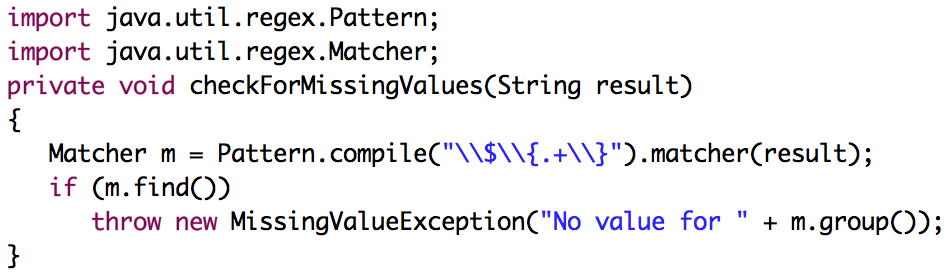 import java.util.regex.Pattern;
import java.util.regex.Matcher;
private void checkForMissingValues(String result)
{
   Matcher m = Pattern.compile("\\$\\{.+\\}").matcher(result);
   if (m.find())
      throw new MissingValueException("No value for " + m.group());
}